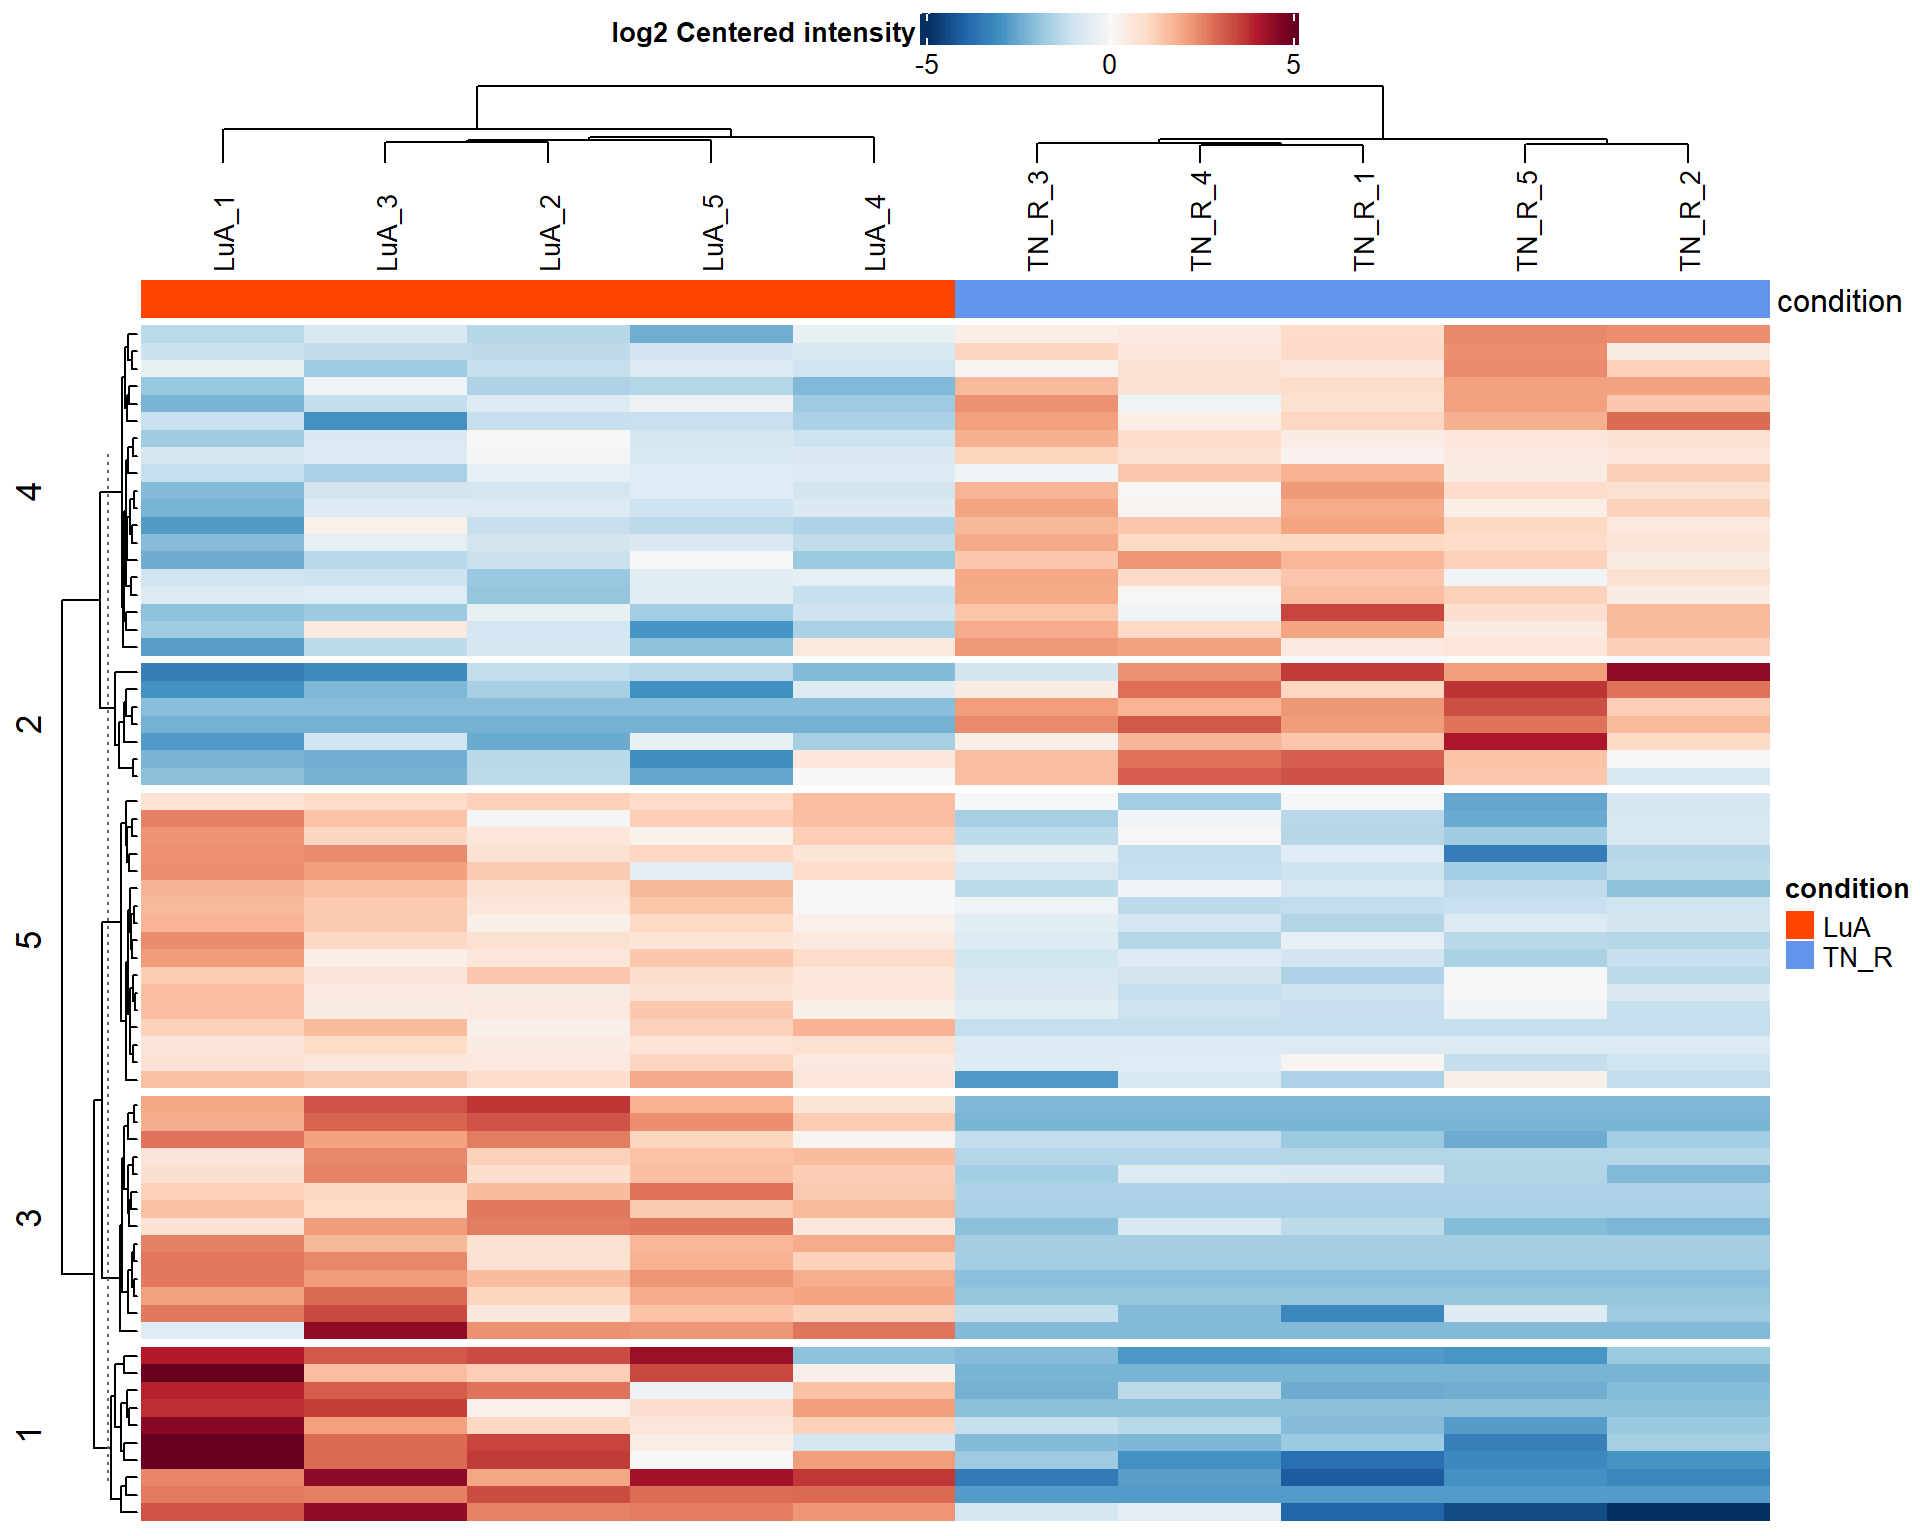 log2 Centered intensity
-5 0 5
LuA_1 LuA_3 LuA_2 LuA_5 LuA_4 TN_R_3 TN_R_4 TN_R_1 TN_R_5 TN_R_2
condition
4
2
5
3
1
condition
LuA
TN_R